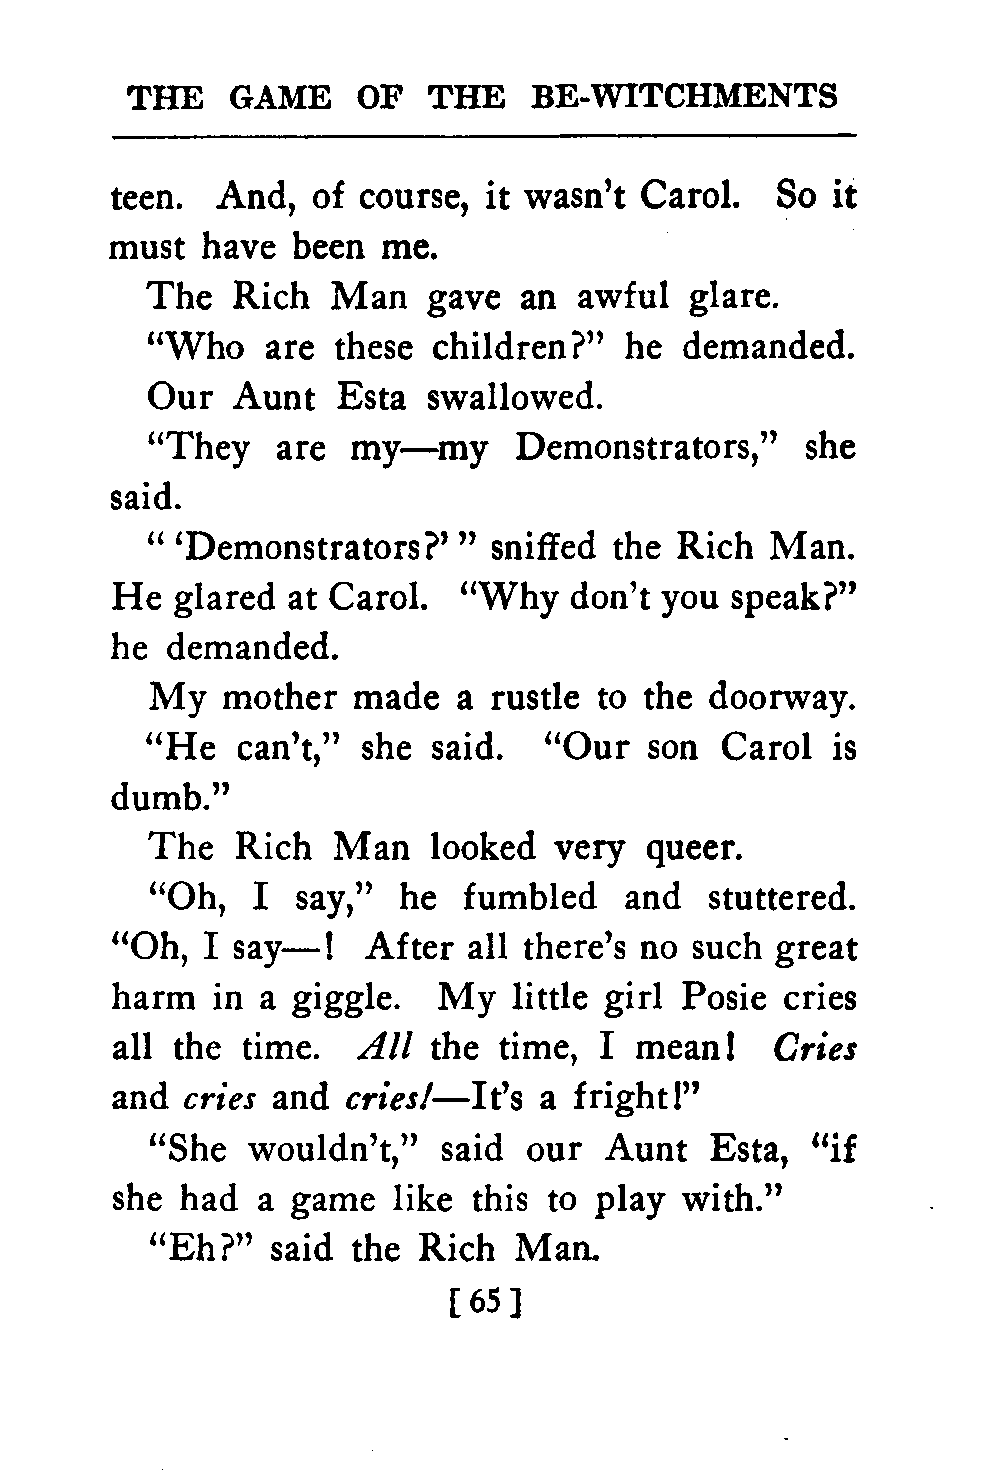 THE GAME OF THE BE-WITCHMENTS
teen. And, of course, it wasn't Carol. So it
must have been me.
The Rich Man gave an awful glare.
“Who are these children?” he demanded.
Our Aunt Esta swallowed.
“They are my—my Demonstrators,” she
said.
“ ‘Demonstrators?’ ” sniffed the Rich Man.
He glared at Carol. “Why don’t you speak?”
he demanded.
My mother made a rustle to the doorway.
“He can’t,” she said. “Our son Carol is
dumb.”
The Rich Man looked very queer.
“Oh, I say,” he fumbled and stuttered.
“Oh, I say—! After all there’s no such great
harm in a giggle. My little girl Posie cries
all the time. All the time, I mean! Cries
and cries and cries!—It’s a fright!”
“She wouldn’t,” said our Aunt Esta, “if
she had a game like this to play with.”
“Eh?” said the Rich Man.
[ 65 ]